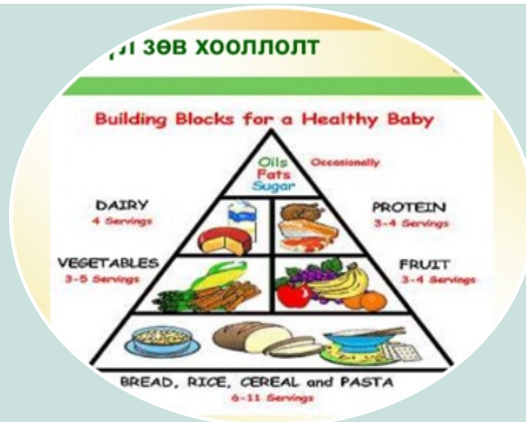 зөв хооллолт
Building Blocks for a Healthy Baby
Oils
Fats
Sugar
Occasionally
DAIRY
4 Servings
PROTEIN
3-4 Servings
VEGETABLES
3-5 Servings
FRUIT
3-4 Servings
BREAD, RICE, CEREAL and PASTA
6-11 Servings